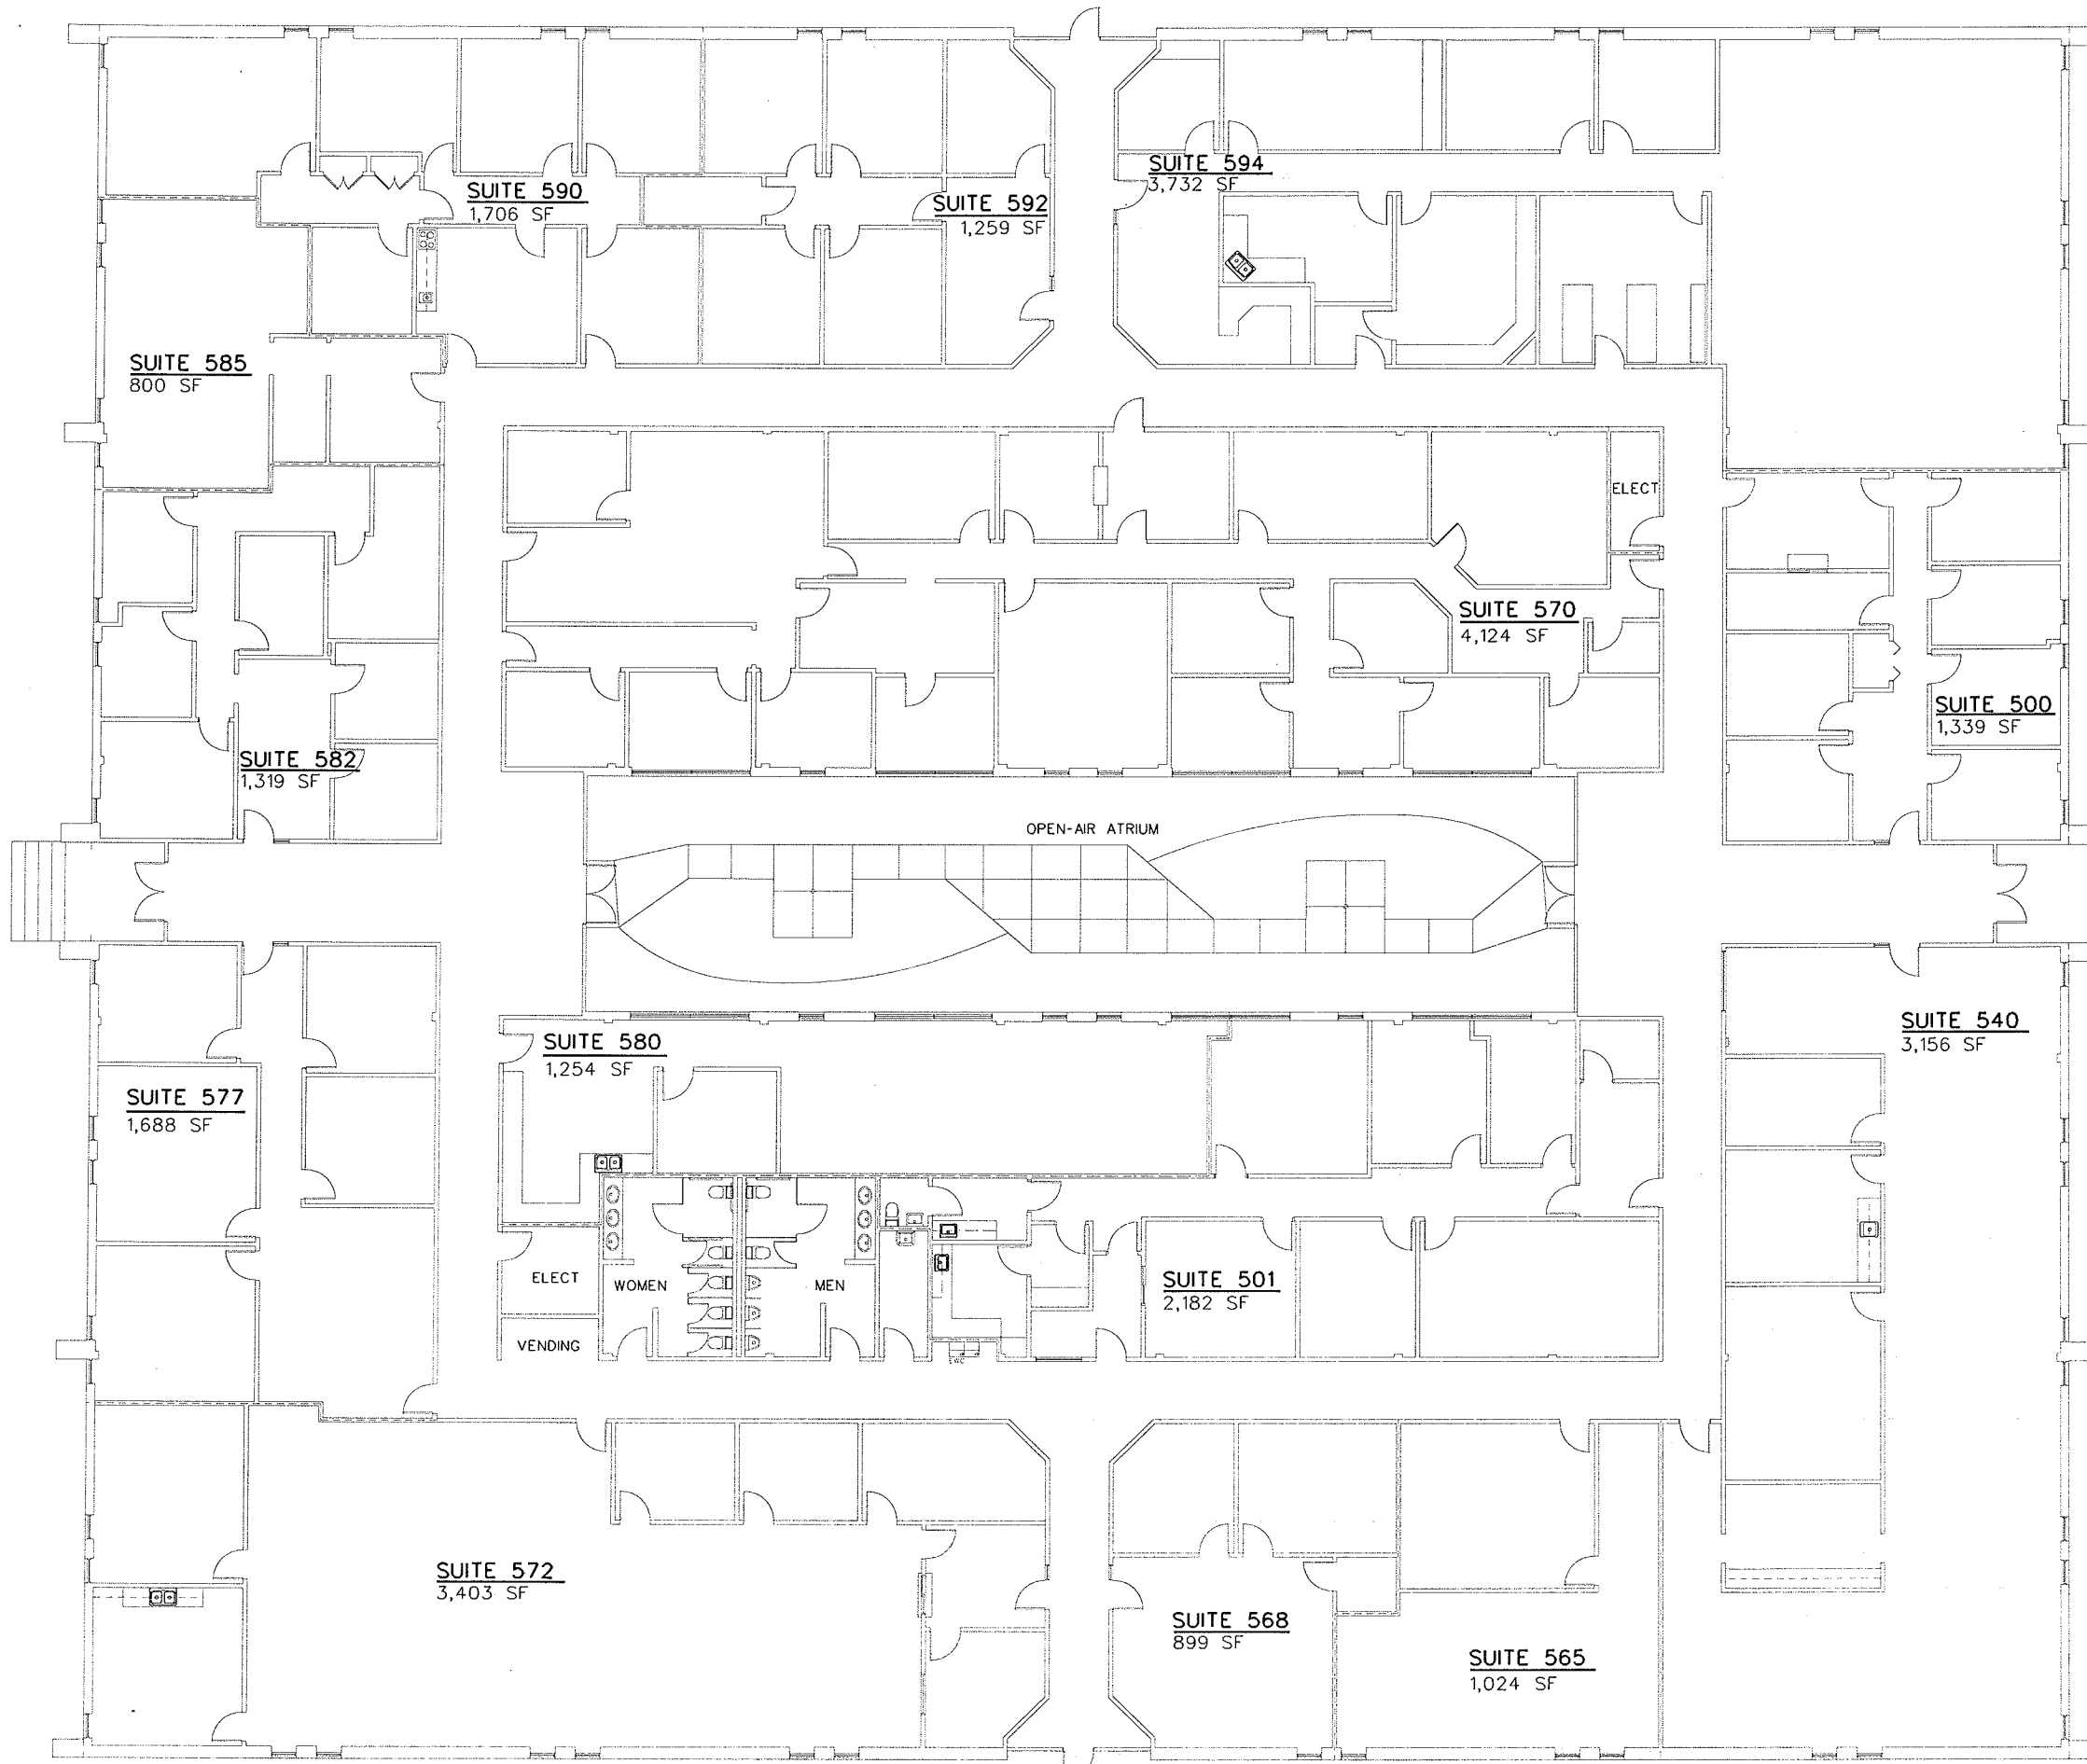 SUITE 594
3,732 SF
SUITE 590
1,706 SF
SUITE 592
1,259 SF
SUITE 585
800 SF
ELECT
SUITE 570
4,124 SF
SUITE 500
1,339 SF
SUITE 582
1,319 SF
OPEN-AIR ATRIUM
SUITE 540
3,156 SF
SUITE 580
1,254 SF
SUITE 577
1,688 SF
ELECT
WOMEN
MEN
SUITE 501
2,182 SF
VENDING
SUITE 572
3,403 SF
SUITE 568
899 SF
SUITE 565
1,024 SF